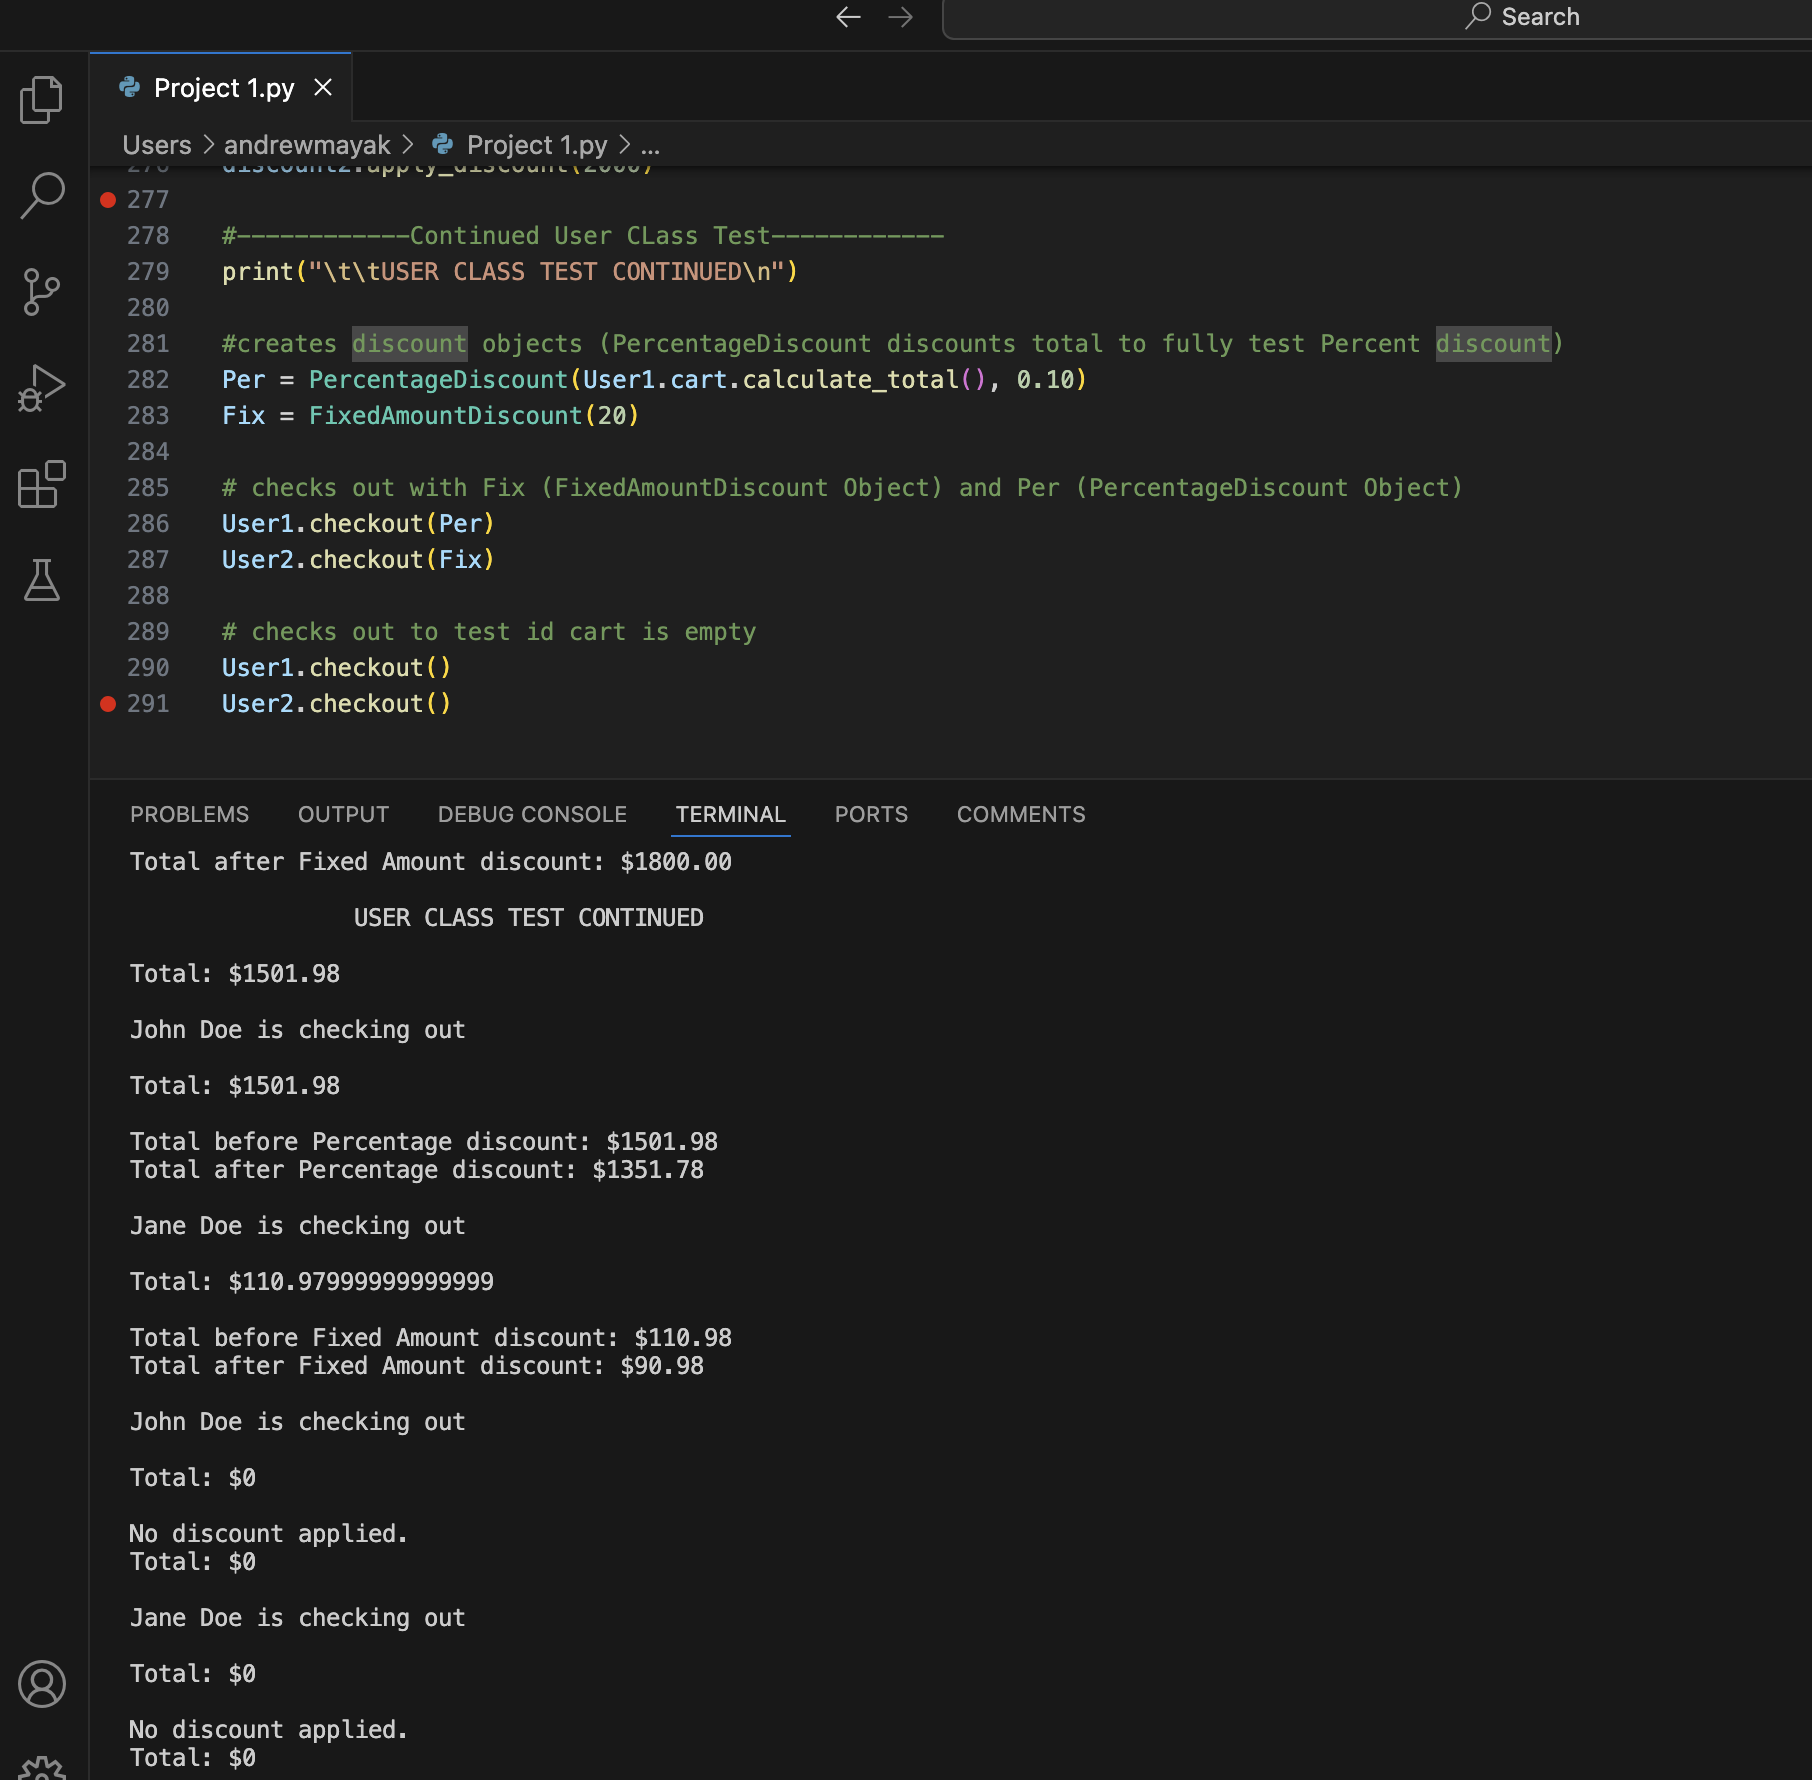 Search
Project 1.py
Users > andrewmayak > Project 1.py > ...
276 discount2.apply_discount(2000)
277
278 #------------Continued User CLass Test------------
279 print("\t\tUSER CLASS TEST CONTINUED\n")
280
281 #creates discount objects (PercentageDiscount discounts total to fully test Percent discount)
282 Per = PercentageDiscount(User1.cart.calculate_total(), 0.10)
283 Fix = FixedAmountDiscount(20)
284
285 # checks out with Fix (FixedAmountDiscount Object) and Per (PercentageDiscount Object)
286 User1.checkout(Per)
287 User2.checkout(Fix)
288
289 # checks out to test id cart is empty
290 User1.checkout()
291 User2.checkout()
PROBLEMS OUTPUT DEBUG CONSOLE TERMINAL PORTS COMMENTS
Total after Fixed Amount discount: $1800.00
USER CLASS TEST CONTINUED
Total: $1501.98
John Doe is checking out
Total: $1501.98
Total before Percentage discount: $1501.98
Total after Percentage discount: $1351.78
Jane Doe is checking out
Total: $110.97999999999999
Total before Fixed Amount discount: $110.98
Total after Fixed Amount discount: $90.98
John Doe is checking out
Total: $0
No discount applied.
Total: $0
Jane Doe is checking out
Total: $0
No discount applied.
Total: $0